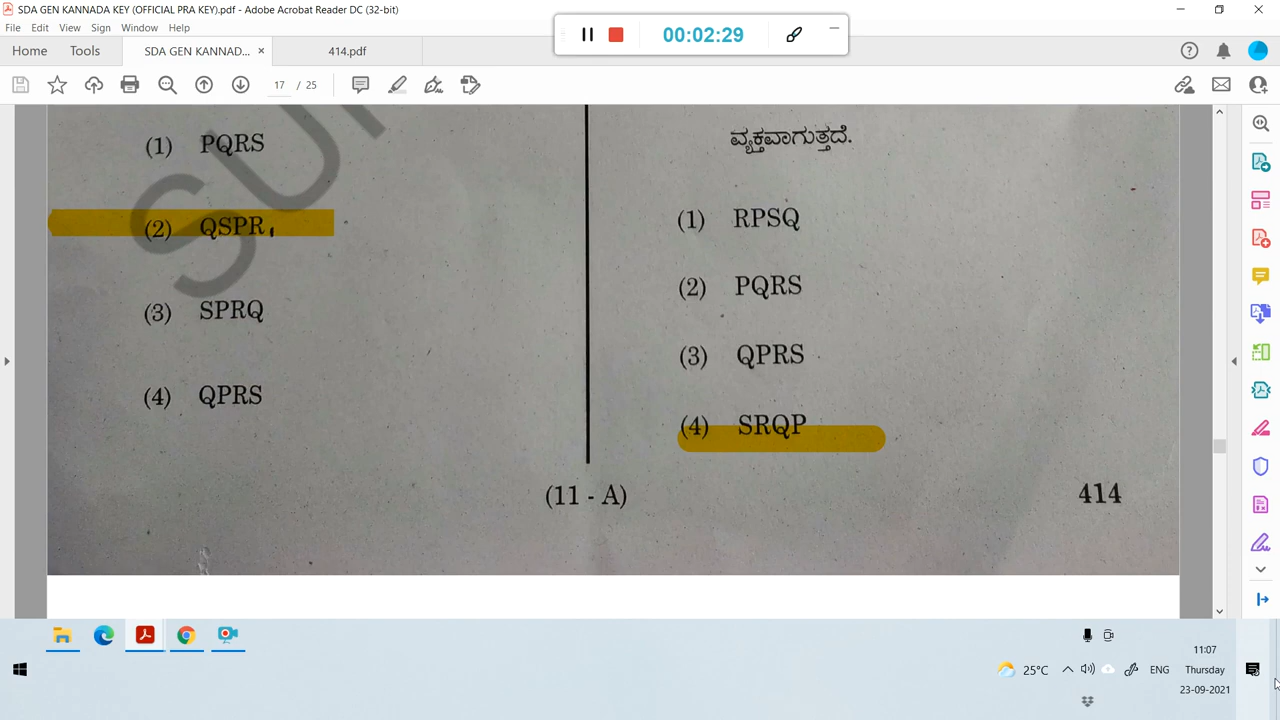 SDA GEN KANNADA KEY (OFFICIAL PRA KEY).pdf - Adobe Acrobat Reader DC (32-bit)
File Edit View Sign Window Help
00:02:29
Home Tools SDA GEN KANNAD... × 414.pdf
17 / 25
(1) PQRS
(2) QSPR
(3) SPRQ
(4) QPRS
ವ್ಯಕ್ತವಾಗುತ್ತದೆ.
(1) RPSQ
(2) PQRS
(3) QPRS
(4) SRQP
(11 - A)
414
SU
25°C
ENG
11:07
Thursday
23-09-2021